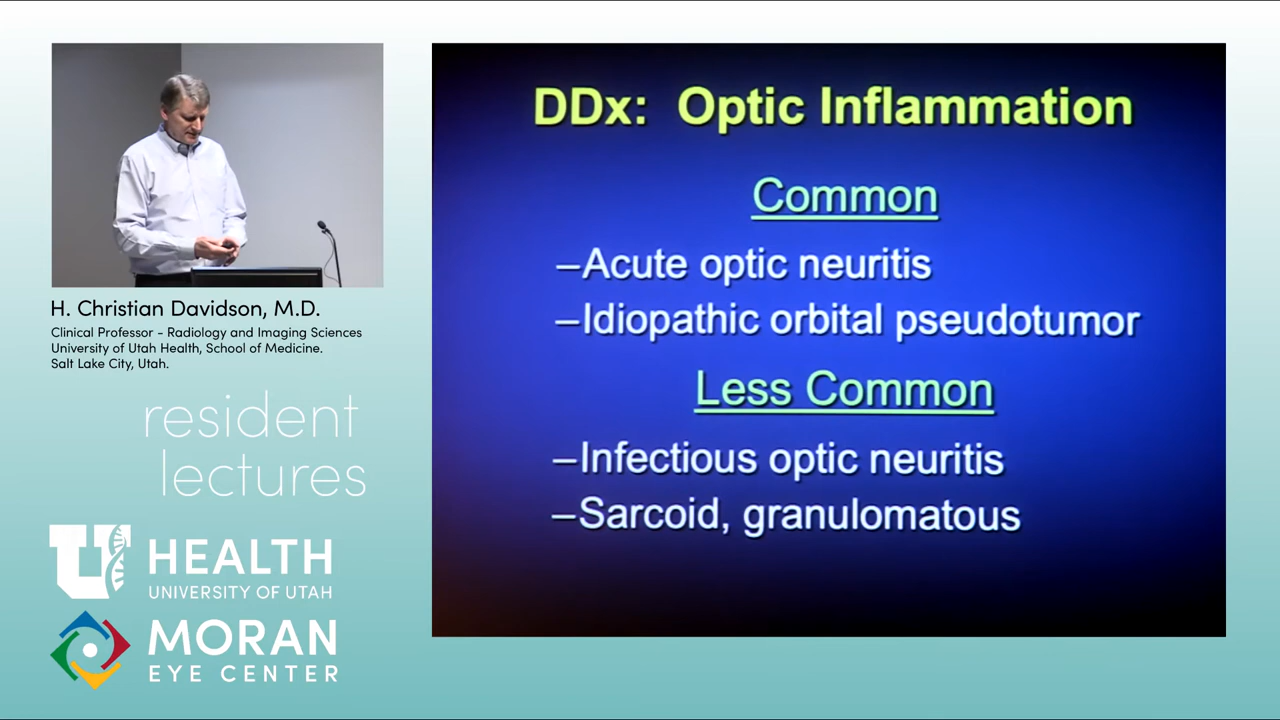 DDx: Optic Inflammation
Common
–Acute optic neuritis
–Idiopathic orbital pseudotumor
Less Common
–Infectious optic neuritis
–Sarcoid, granulomatous
H. Christian Davidson, M.D.
Clinical Professor - Radiology and Imaging Sciences
University of Utah Health, School of Medicine.
Salt Lake City, Utah.
resident
lectures
U HEALTH
UNIVERSITY OF UTAH
MORAN
EYE CENTER